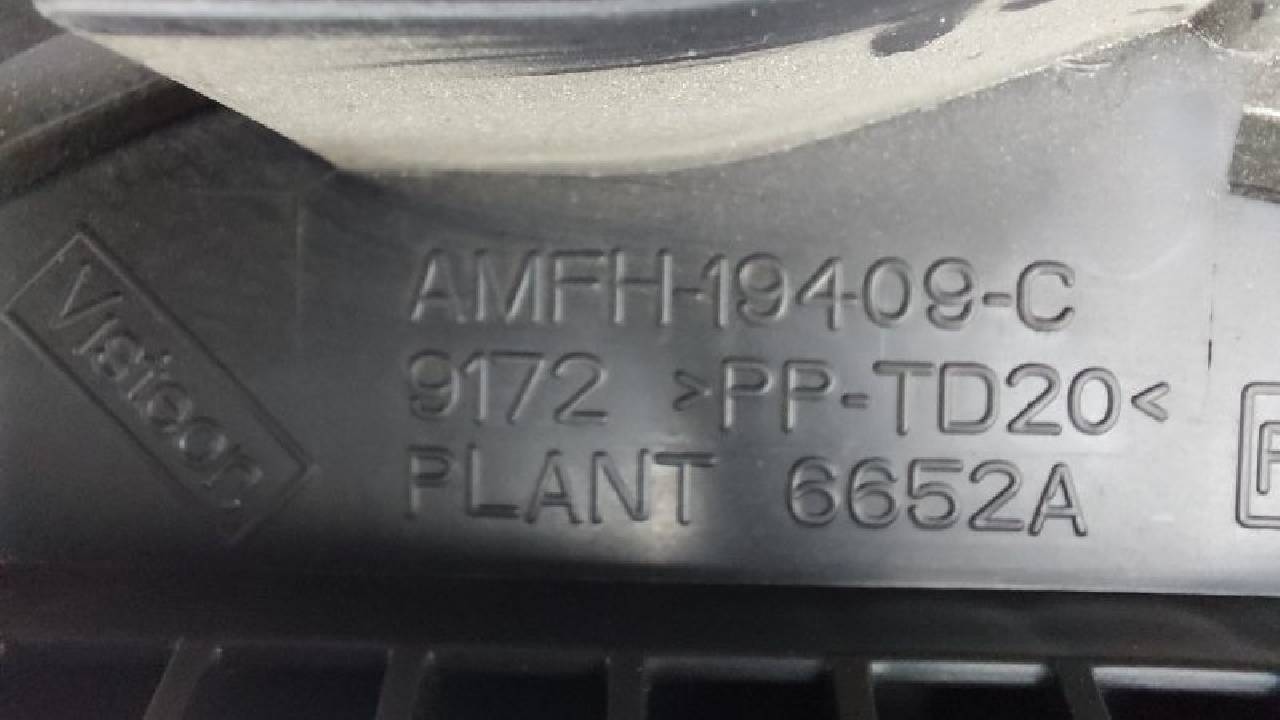 Visteon
AMFH-19409-C
9172 >PP-TD20<
PLANT 6652A